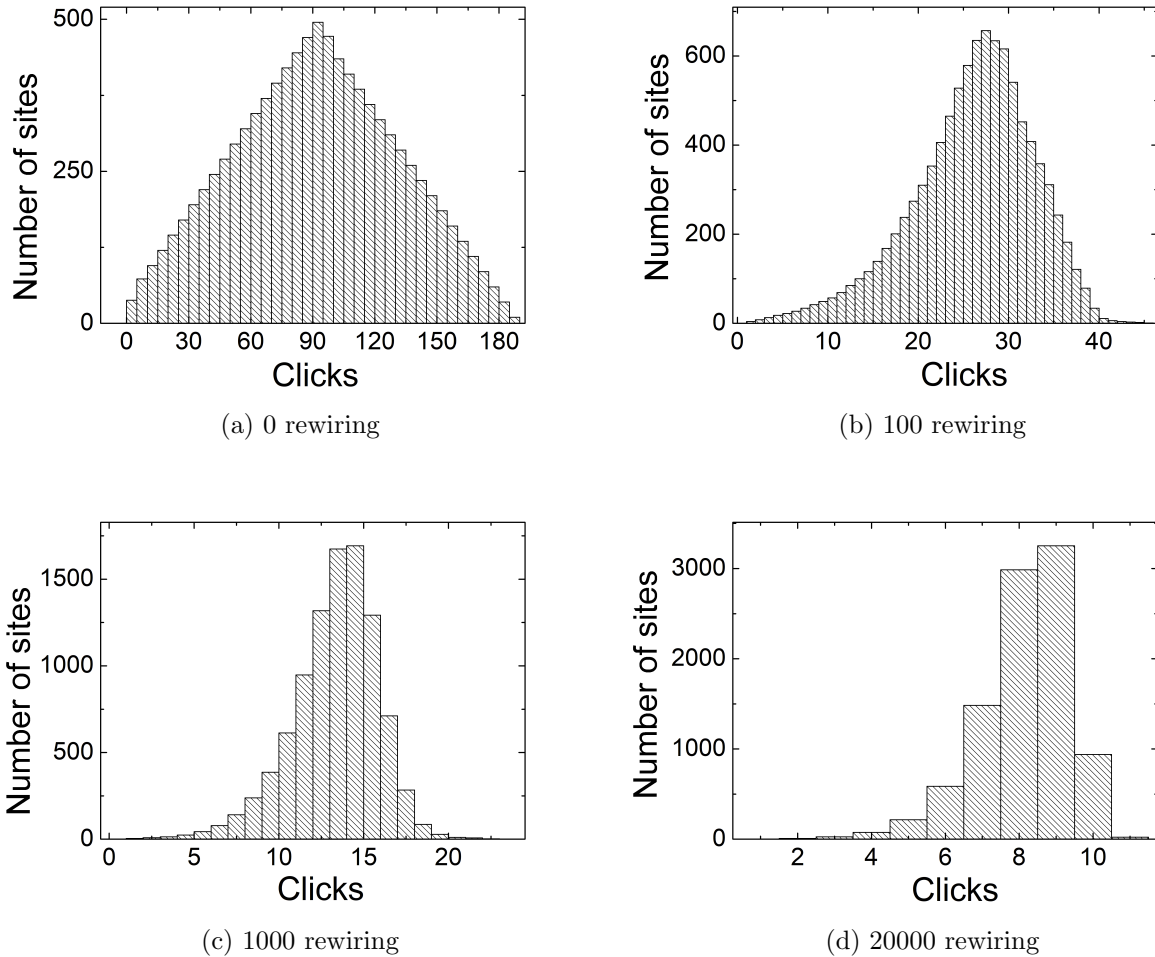 500
250
0
Number of sites
0 30 60 90 120 150 180
Clicks
(a) 0 rewiring
600
400
200
0
Number of sites
0 10 20 30 40
Clicks
(b) 100 rewiring
1500
1000
500
0
Number of sites
0 5 10 15 20
Clicks
(c) 1000 rewiring
3000
2000
1000
0
Number of sites
2 4 6 8 10
Clicks
(d) 20000 rewiring